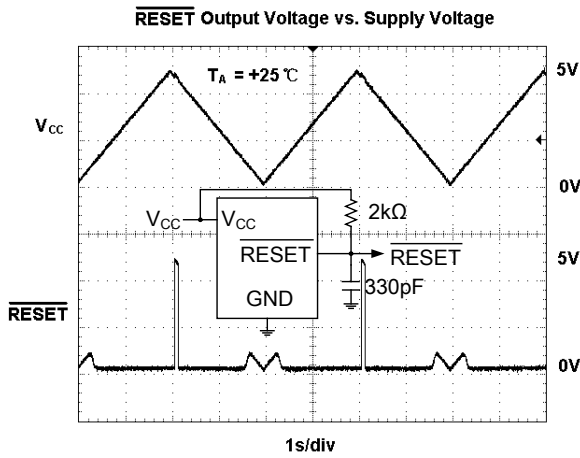 RESET Output Voltage vs. Supply Voltage
TA = +25 ℃
5V
VCC
0V
VCC
VCC
2kΩ
RESET
RESET
5V
330pF
GND
RESET
0V
1s/div